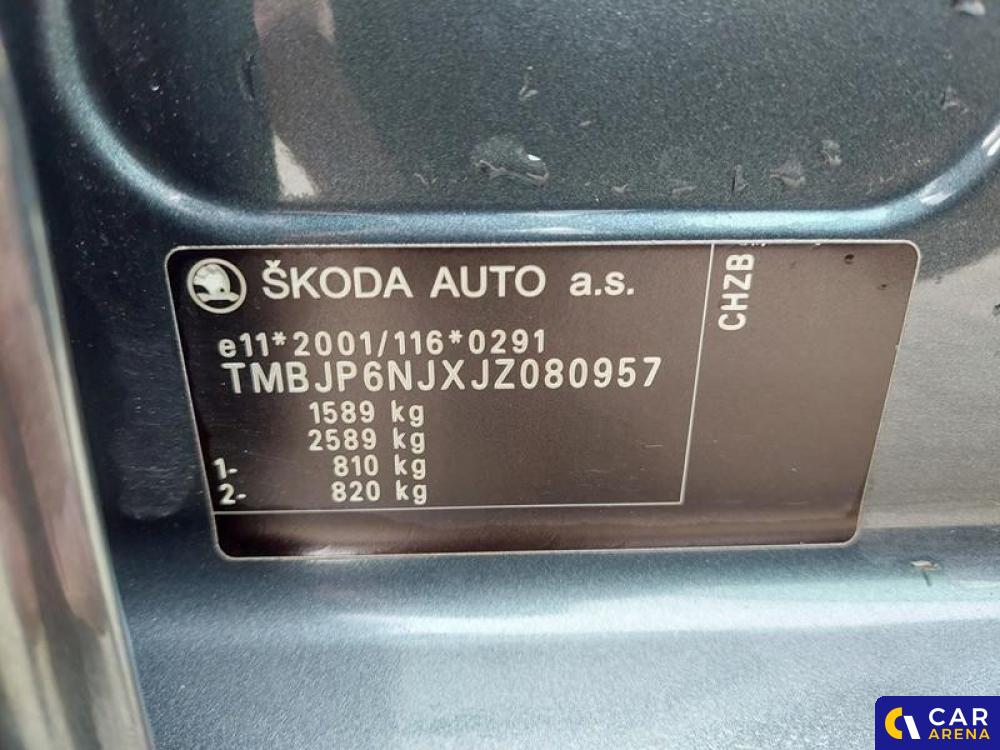 ŠKODA AUTO a.s.
e11*2001/116*0291
TMBJP6NJXJZ080957
1589 kg
2589 kg
1- 810 kg
2- 820 kg
CHZB
CAR
ARENA